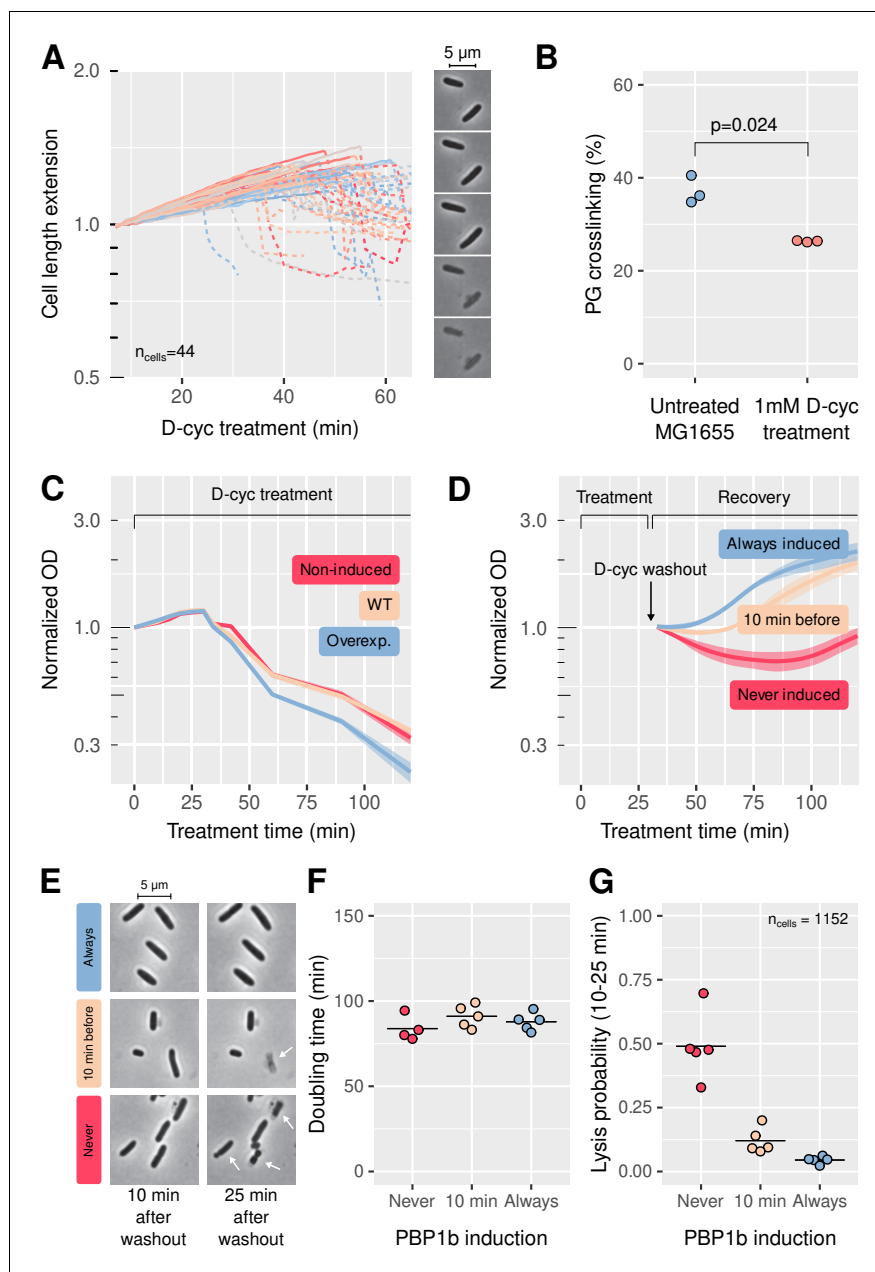 A
5 µm
2.0
1.0
0.5
Cell length extension
n_cells=44
20
40
60
D-cyc treatment (min)
B
60
40
20
0
PG crosslinking (%)
p=0.024
Untreated
MG1655
1mM D-cyc
treatment
C
D-cyc treatment
3.0
1.0
0.3
Normalized OD
Non-induced
WT
Overexp.
0
25
50
75
100
Treatment time (min)
D
Treatment
Recovery
3.0
1.0
0.3
Normalized OD
Always induced
D-cyc washout
10 min before
Never induced
0
25
50
75
100
Treatment time (min)
E
5 µm
Always
10 min before
Never
10 min
after
washout
25 min
after
washout
F
150
100
50
0
Doubling time (min)
Never
10 min
Always
PBP1b induction
G
n_cells = 1152
1.00
0.75
0.50
0.25
0.00
Lysis probability (10-25 min)
Never
10 min
Always
PBP1b induction